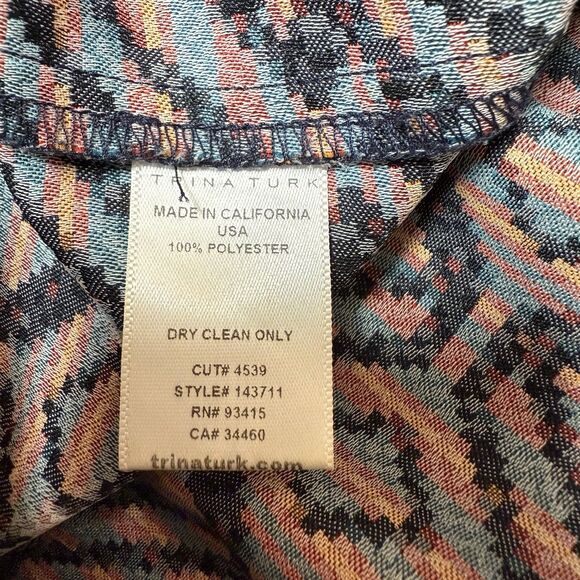 TRINA TURK
MADE IN CALIFORNIA
USA
100% POLYESTER
DRY CLEAN ONLY
CUT# 4539
STYLE# 143711
RN# 93415
CA# 34460
trinaturk.com